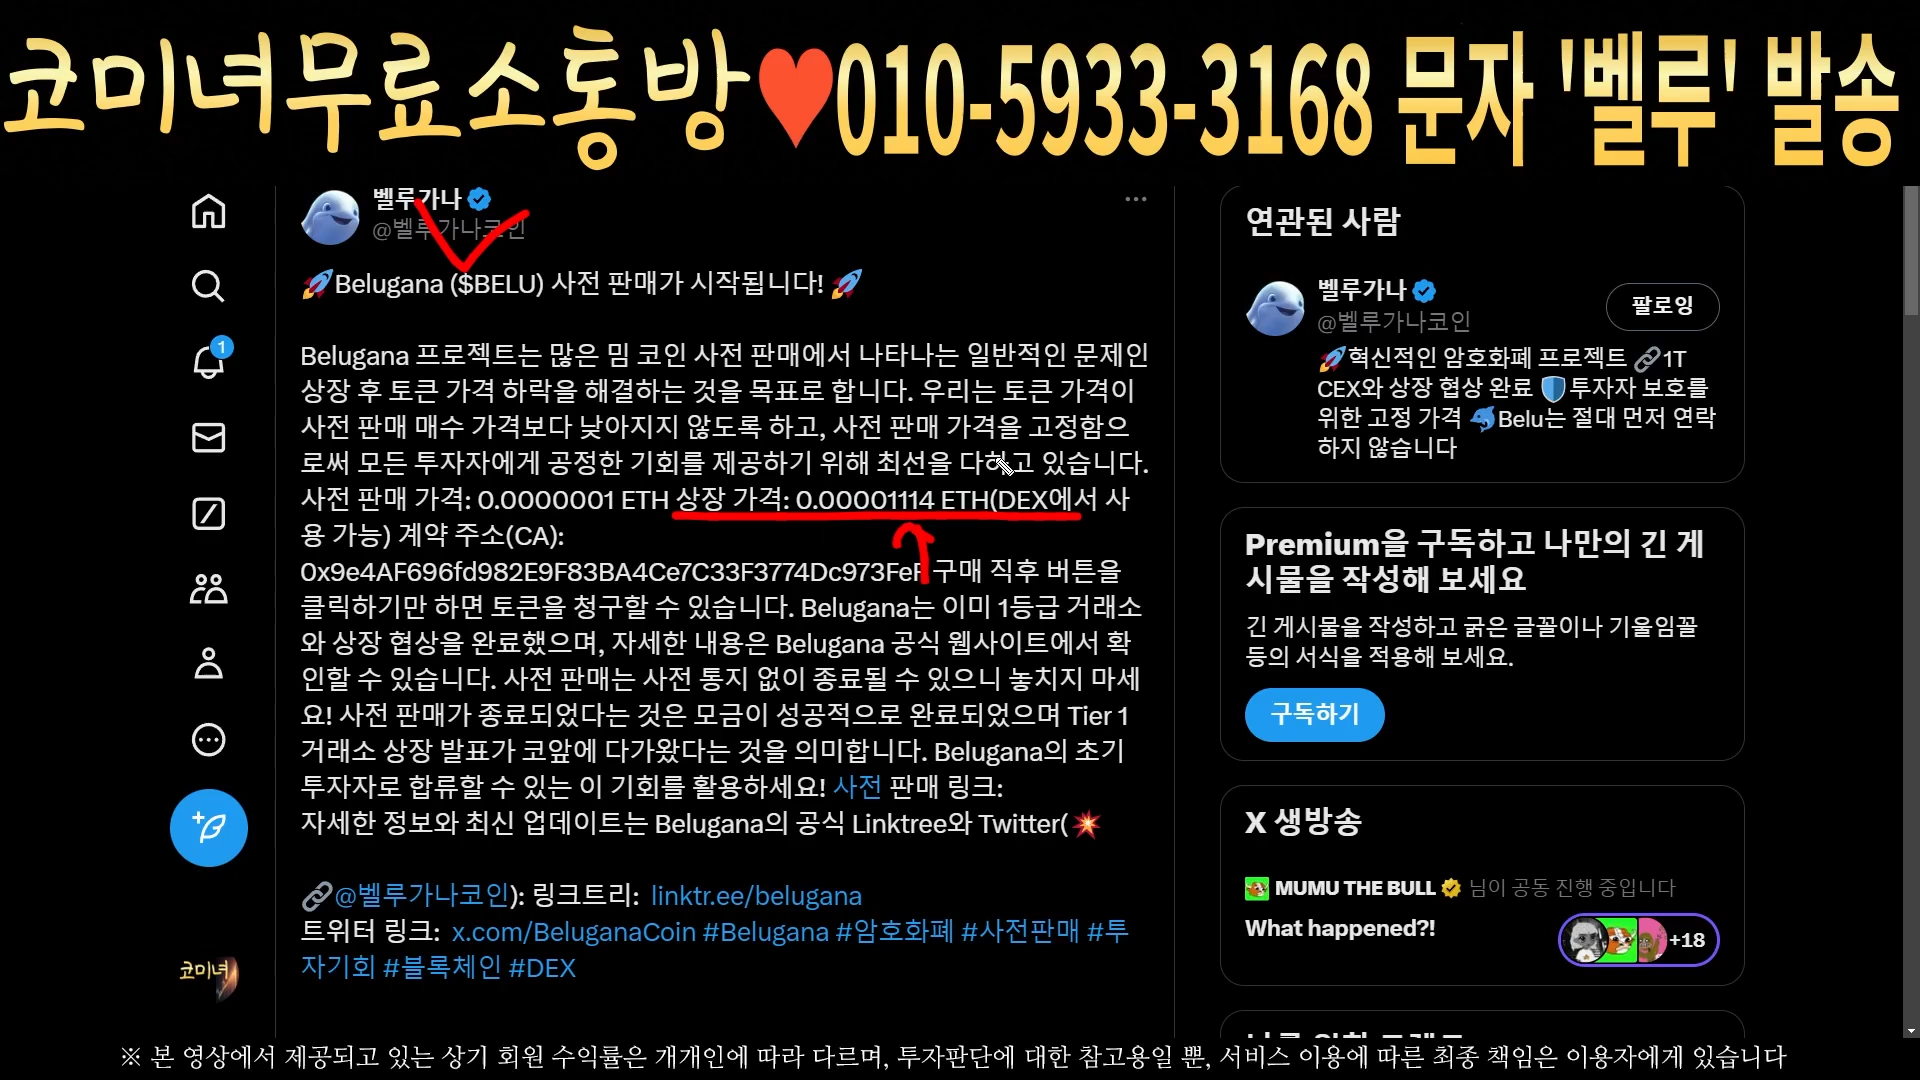 코미녀무료소통방♥010-5933-3168 문자 '벨루' 발송
벨루가나
@벨루가나코인
🚀Belugana ($BELU) 사전 판매가 시작됩니다! 🚀
Belugana 프로젝트는 많은 밈 코인 사전 판매에서 나타나는 일반적인 문제인
상장 후 토큰 가격 하락을 해결하는 것을 목표로 합니다. 우리는 토큰 가격이
사전 판매 매수 가격보다 낮아지지 않도록 하고, 사전 판매 가격을 고정함으
로써 모든 투자자에게 공정한 기회를 제공하기 위해 최선을 다하고 있습니다.
사전 판매 가격: 0.0000001 ETH 상장 가격: 0.00001114 ETH(DEX에서 사
용 가능) 계약 주소(CA):
0x9e4AF696fd982E9F83BA4Ce7C33F3774Dc973FeF 구매 직후 버튼을
클릭하기만 하면 토큰을 청구할 수 있습니다. Belugana는 이미 1등급 거래소
와 상장 협상을 완료했으며, 자세한 내용은 Belugana 공식 웹사이트에서 확
인할 수 있습니다. 사전 판매는 사전 통지 없이 종료될 수 있으니 놓치지 마세
요! 사전 판매가 종료되었다는 것은 모금이 성공적으로 완료되었으며 Tier 1
거래소 상장 발표가 코앞에 다가왔다는 것을 의미합니다. Belugana의 초기
투자자로 합류할 수 있는 이 기회를 활용하세요! 사전 판매 링크:
자세한 정보와 최신 업데이트는 Belugana의 공식 Linktree와 Twitter(💥
🔗@벨루가나코인): 링크트리: linktr.ee/belugana
트위터 링크: x.com/BeluganaCoin #Belugana #암호화폐 #사전판매 #투
자기회 #블록체인 #DEX
1
코미녀
연관된 사람
벨루가나
@벨루가나코인
팔로잉
🚀혁신적인 암호화폐 프로젝트 🔗1T
CEX와 상장 협상 완료 🛡️투자자 보호를
위한 고정 가격 🐬Belu는 절대 먼저 연락
하지 않습니다
Premium을 구독하고 나만의 긴 게
시물을 작성해 보세요
긴 게시물을 작성하고 굵은 글꼴이나 기울임꼴
등의 서식을 적용해 보세요.
구독하기
X 생방송
MUMU THE BULL 님이 공동 진행 중입니다
What happened?!
+18
※ 본 영상에서 제공되고 있는 상기 회원 수익률은 개개인에 따라 다르며, 투자판단에 대한 참고용일 뿐, 서비스 이용에 따른 최종 책임은 이용자에게 있습니다